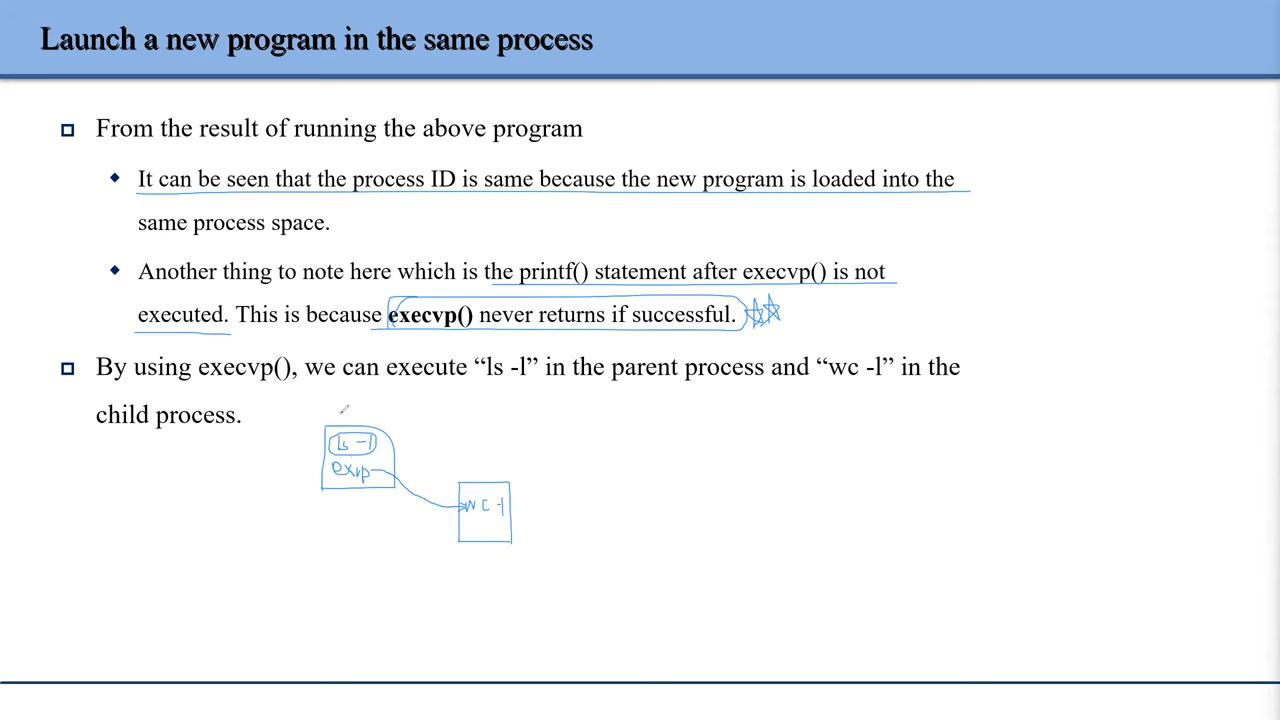 Launch a new program in the same process
From the result of running the above program
It can be seen that the process ID is same because the new program is loaded into the
same process space.
Another thing to note here which is the printf() statement after execvp() is not
executed. This is because execvp() never returns if successful.
By using execvp(), we can execute “ls -l” in the parent process and “wc -l” in the
child process.
ls -l
exvp
wc -l